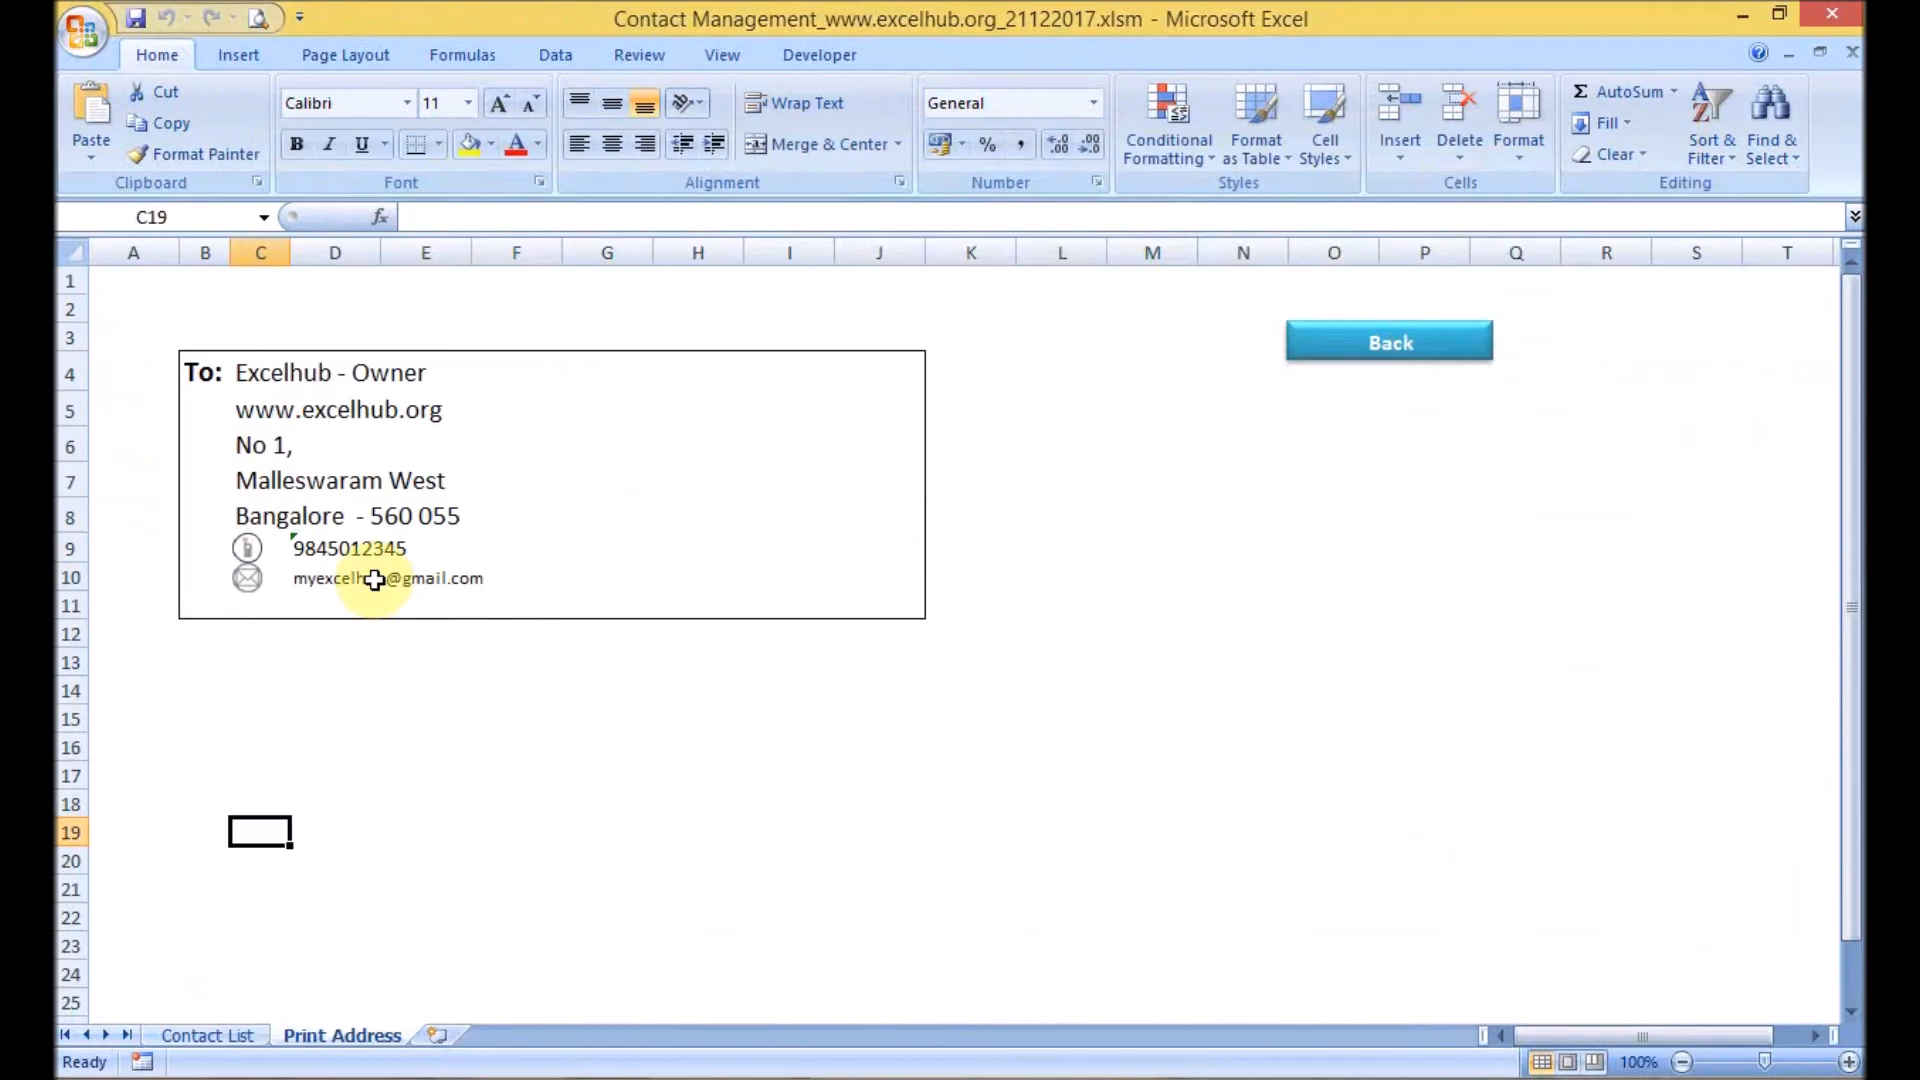 Contact Management_www.excelhub.org_21122017.xlsm - Microsoft Excel
Home Insert Page Layout Formulas Data Review View Developer
Paste
Cut
Copy
Format Painter
Clipboard
Calibri 11
B I U
Font
Wrap Text
Merge & Center
Alignment
General
%
Number
Conditional Formatting
Format as Table
Cell Styles
Styles
Insert Delete Format
Cells
Σ AutoSum
Fill
Clear
Sort & Filter
Find & Select
Editing
C19 fx
A B C D E F G H I J K L M N O P Q R S T
1
2
3
4
5
6
7
8
9
10
11
12
13
14
15
16
17
18
19
20
21
22
23
24
25
Back
To: Excelhub - Owner
www.excelhub.org
No 1,
Malleswaram West
Bangalore - 560 055
9845012345
@gmail.com
Contact List Print Address
Ready 100%